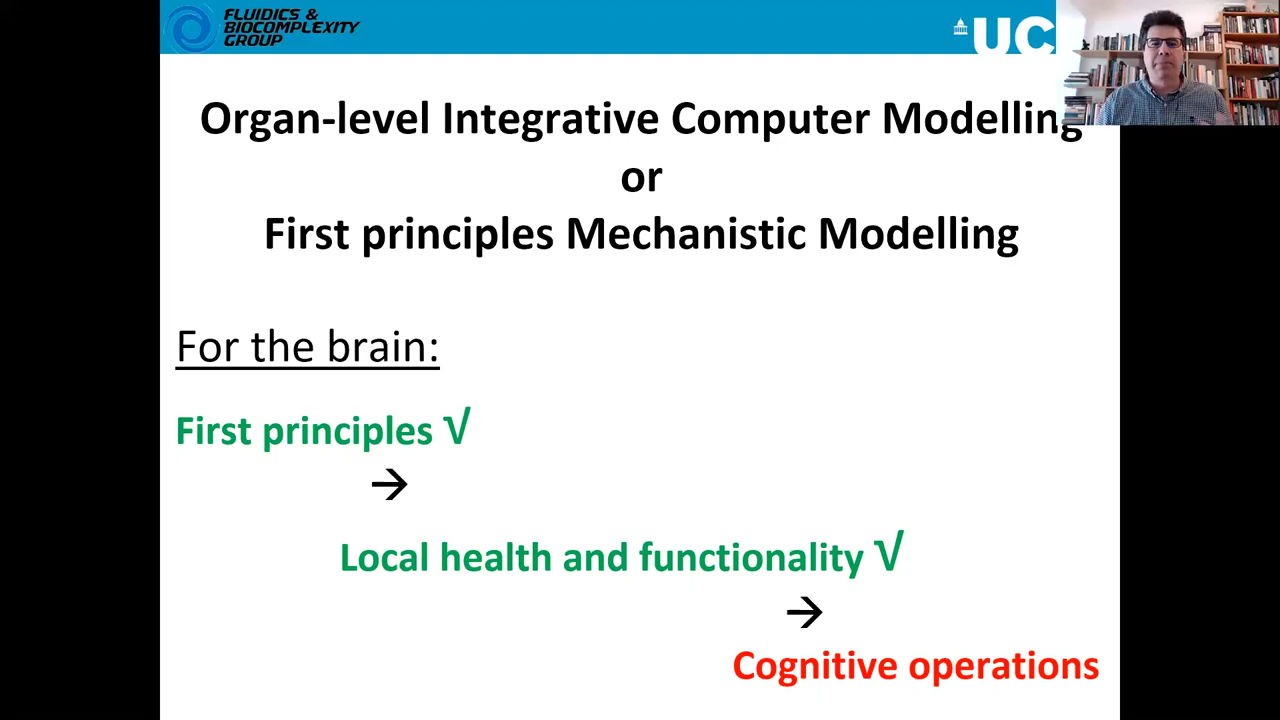 FLUIDICS &
BIOCOMPLEXITY
GROUP
UC
Organ-level Integrative Computer Modelling
or
First principles Mechanistic Modelling
For the brain:
First principles √
→
Local health and functionality √
→
Cognitive operations